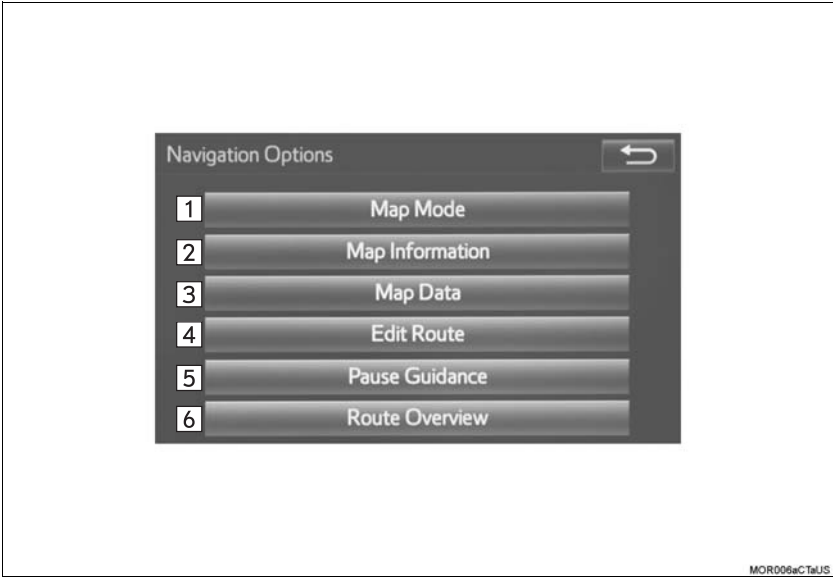 Navigation Options
1 Map Mode
2 Map Information
3 Map Data
4 Edit Route
5 Pause Guidance
6 Route Overview
MOR006aCTaUS